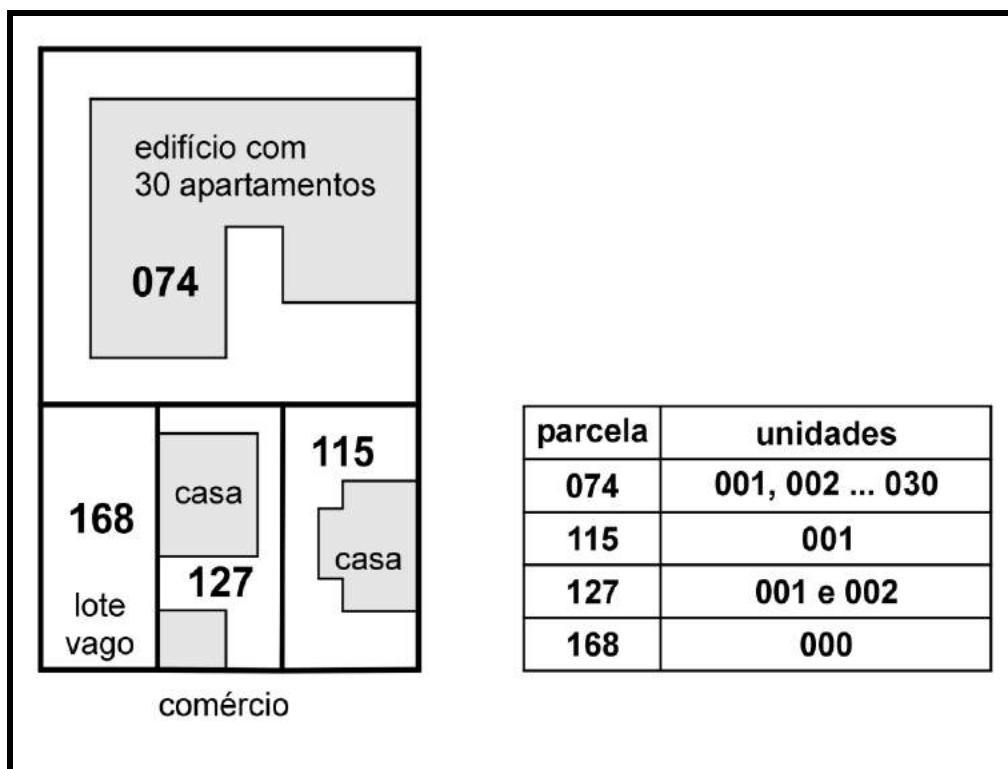 edifício com
30 apartamentos
074
115
casa
168
casa
127
lote
vago
comércio
parcela unidades
074 001, 002 ... 030
115 001
127 001 e 002
168 000